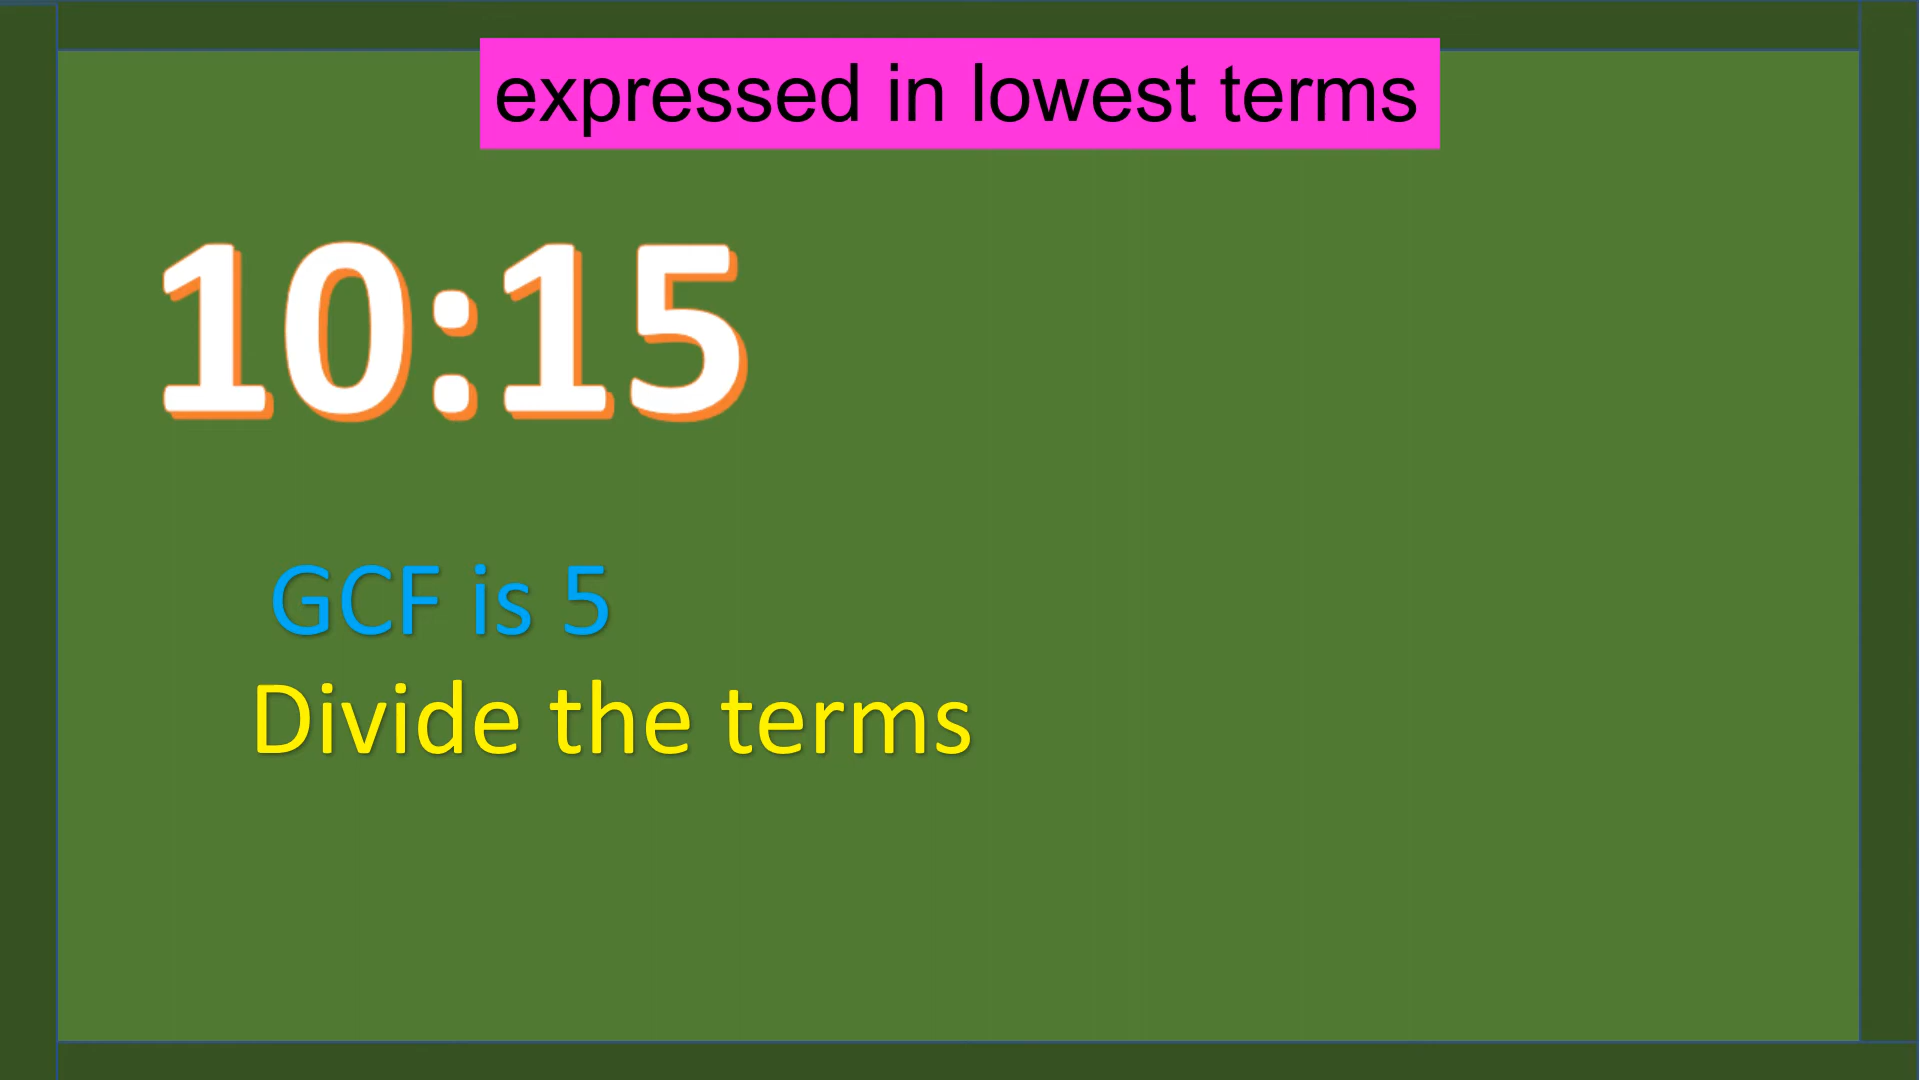 expressed in lowest terms
10:15
GCF is 5
Divide the terms